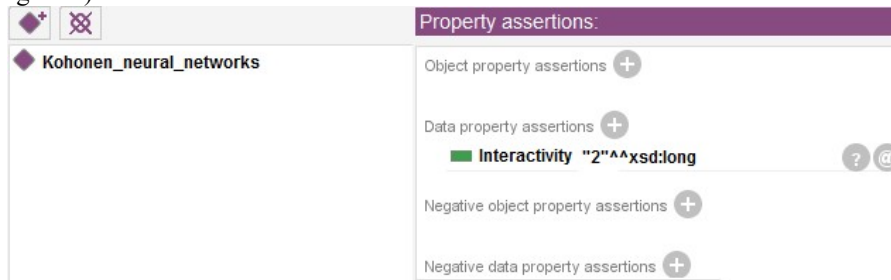 Property assertions:
Kohonen_neural_networks
Object property assertions
Data property assertions
Interactivity "2"^^xsd:long
? @
Negative object property assertions
Negative data property assertions